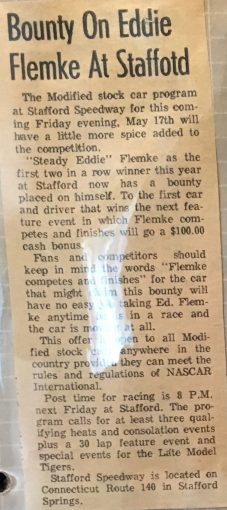 Bounty On Eddie
Flemke At Staffotd
The Modified stock car program
at Stafford Speedway for this com-
ing Friday evening, May 17th will
have a little more spice added to
the competition.
"Steady Eddie" Flemke as the
first two in a row winner this year
at Stafford now has a bounty
placed on himself. To the first car
and driver that wins the next fea-
ture event in which Flemke com-
petes and finishes will go a $100.00
cash bonus
Fans and competitors should
keep in mind the words "Flemke
competes and finishes" for the car
that might this bounty will
have no easy taking Ed. Flem-
ke anytime is in a race and
the car is at all.
This offer to all Modi-
fied stock anywhere in the
country they can meet the
rules and regulations of NASCAR
International.
Post time for racing is 8 P.M.
next Friday at Stafford. The pro-
gram calls for at least three qual-
ifying heats and consolation events
plus a 30 lap feature event and
special events for the Late Model
Tigers.
Stafford Speedway is located on
Connecticut Route 140 in Stafford
Springs.